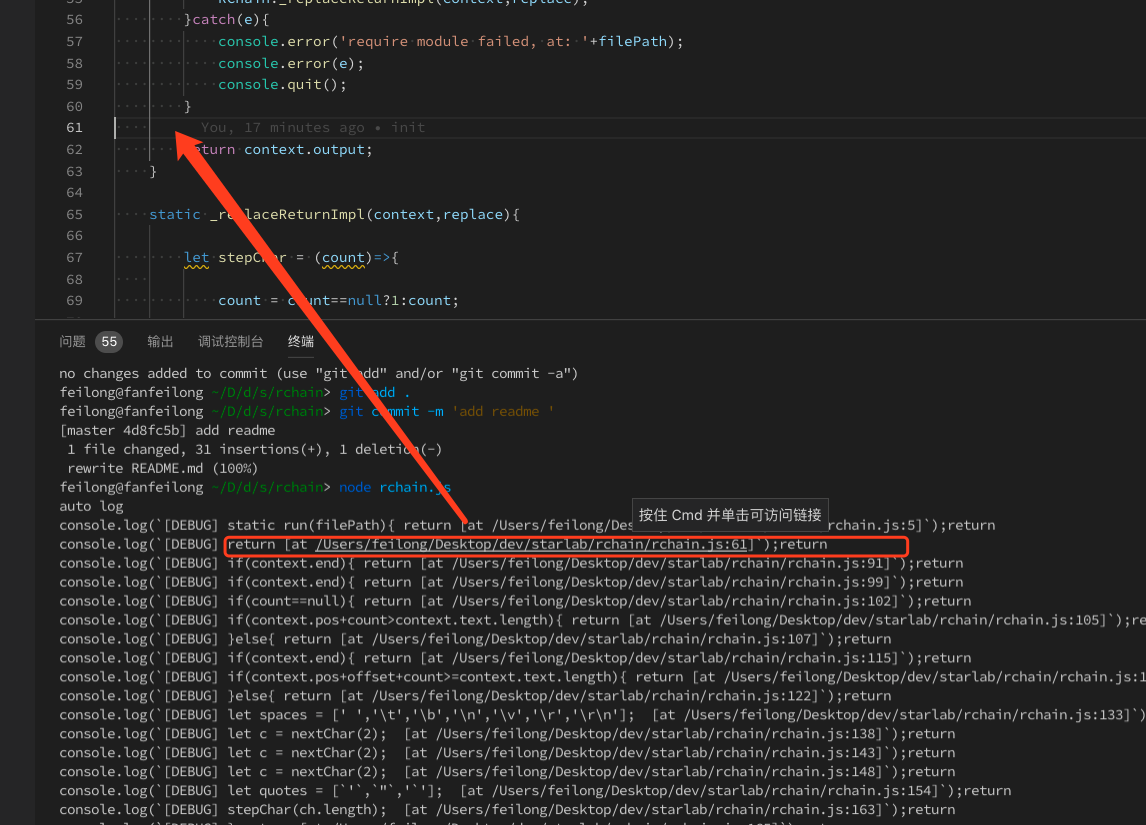 56 }catch(e){
57 console.error('require module failed, at: '+filePath);
58 console.error(e);
59 console.quit();
60 }
61 You, 17 minutes ago • init
62 return context.output;
63 }
64
65 static _replaceReturnImpl(context,replace){
66
67 let stepChar = (count)=>{
68
69 count = count==null?1:count;
问题 55 输出 调试控制台 终端
no changes added to commit (use "git add" and/or "git commit -a")
feilong@fanfeilong ~/D/d/s/rchain> git add .
feilong@fanfeilong ~/D/d/s/rchain> git commit -m 'add readme '
[master 4d8fc5b] add readme
1 file changed, 31 insertions(+), 1 deletion(-)
rewrite README.md (100%)
feilong@fanfeilong ~/D/d/s/rchain> node rchain.js
auto log
按住 Cmd 并单击可访问链接
console.log(`[DEBUG] static run(filePath){ return [at /Users/feilong/Des rchain.js:5]`);return
console.log(`[DEBUG] return [at /Users/feilong/Desktop/dev/starlab/rchain/rchain.js:61]`);return
console.log(`[DEBUG] if(context.end){ return [at /Users/feilong/Desktop/dev/starlab/rchain/rchain.js:91]`);return
console.log(`[DEBUG] if(context.end){ return [at /Users/feilong/Desktop/dev/starlab/rchain/rchain.js:99]`);return
console.log(`[DEBUG] if(count==null){ return [at /Users/feilong/Desktop/dev/starlab/rchain/rchain.js:102]`);return
console.log(`[DEBUG] if(context.pos+count>context.text.length){ return [at /Users/feilong/Desktop/dev/starlab/rchain/rchain.js:105]`);re
console.log(`[DEBUG] }else{ return [at /Users/feilong/Desktop/dev/starlab/rchain/rchain.js:107]`);return
console.log(`[DEBUG] if(context.end){ return [at /Users/feilong/Desktop/dev/starlab/rchain/rchain.js:115]`);return
console.log(`[DEBUG] if(context.pos+offset+count>=context.text.length){ return [at /Users/feilong/Desktop/dev/starlab/rchain/rchain.js:1
console.log(`[DEBUG] }else{ return [at /Users/feilong/Desktop/dev/starlab/rchain/rchain.js:122]`);return
console.log(`[DEBUG] let spaces = [' ','\t','\b','\n','\v','\r','\r\n']; [at /Users/feilong/Desktop/dev/starlab/rchain/rchain.js:133]`)
console.log(`[DEBUG] let c = nextChar(2); [at /Users/feilong/Desktop/dev/starlab/rchain/rchain.js:138]`);return
console.log(`[DEBUG] let c = nextChar(2); [at /Users/feilong/Desktop/dev/starlab/rchain/rchain.js:143]`);return
console.log(`[DEBUG] let c = nextChar(2); [at /Users/feilong/Desktop/dev/starlab/rchain/rchain.js:148]`);return
console.log(`[DEBUG] let quotes = [`'`,`"`,'`']; [at /Users/feilong/Desktop/dev/starlab/rchain/rchain.js:154]`);return
console.log(`[DEBUG] stepChar(ch.length); [at /Users/feilong/Desktop/dev/starlab/rchain/rchain.js:163]`);return